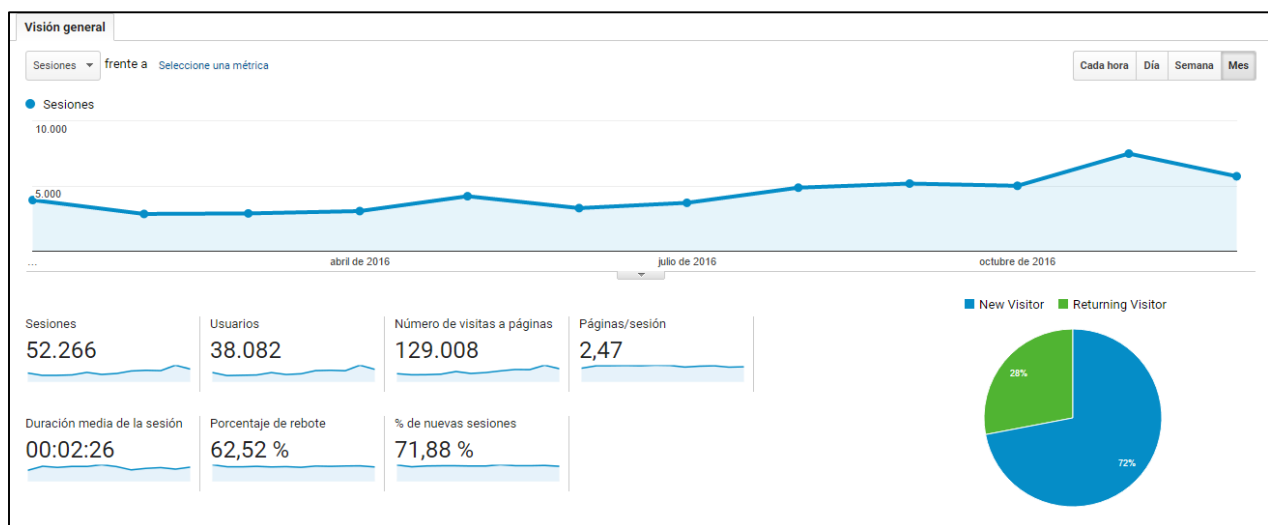 Visión general
Sesiones frente a Seleccione una métrica
Cada hora Día Semana Mes
Sesiones
10.000
5.000
... abril de 2016 julio de 2016 octubre de 2016
New Visitor Returning Visitor
Sesiones Usuarios Número de visitas a páginas Páginas/sesión
52.266 38.082 129.008 2,47
28%
Duración media de la sesión Porcentaje de rebote % de nuevas sesiones
00:02:26 62,52 % 71,88 %
72%